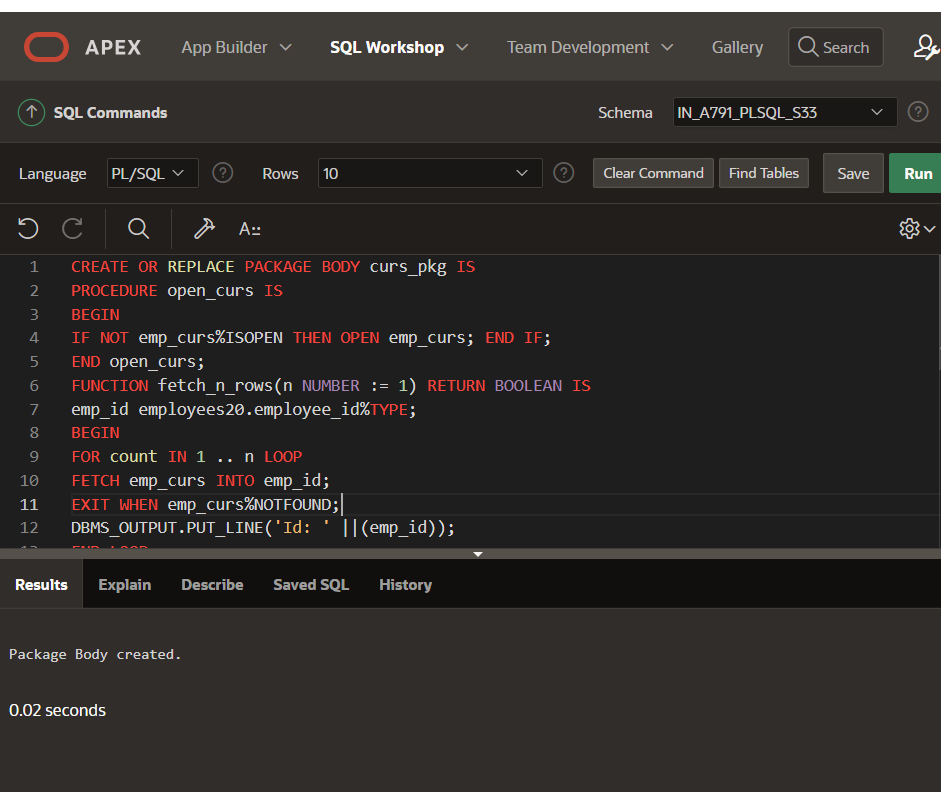 APEX App Builder SQL Workshop Team Development Gallery Search
SQL Commands Schema IN_A791_PLSQL_S33 ?
Language PL/SQL ? Rows 10 ? Clear Command Find Tables Save Run
A::
1 CREATE OR REPLACE PACKAGE BODY curs_pkg IS
2 PROCEDURE open_curs IS
3 BEGIN
4 IF NOT emp_curs%ISOPEN THEN OPEN emp_curs; END IF;
5 END open_curs;
6 FUNCTION fetch_n_rows(n NUMBER := 1) RETURN BOOLEAN IS
7 emp_id employees20.employee_id%TYPE;
8 BEGIN
9 FOR count IN 1 .. n LOOP
10 FETCH emp_curs INTO emp_id;
11 EXIT WHEN emp_curs%NOTFOUND;
12 DBMS_OUTPUT.PUT_LINE('Id: ' ||(emp_id));
13 END LOOP
Results Explain Describe Saved SQL History
Package Body created.
0.02 seconds